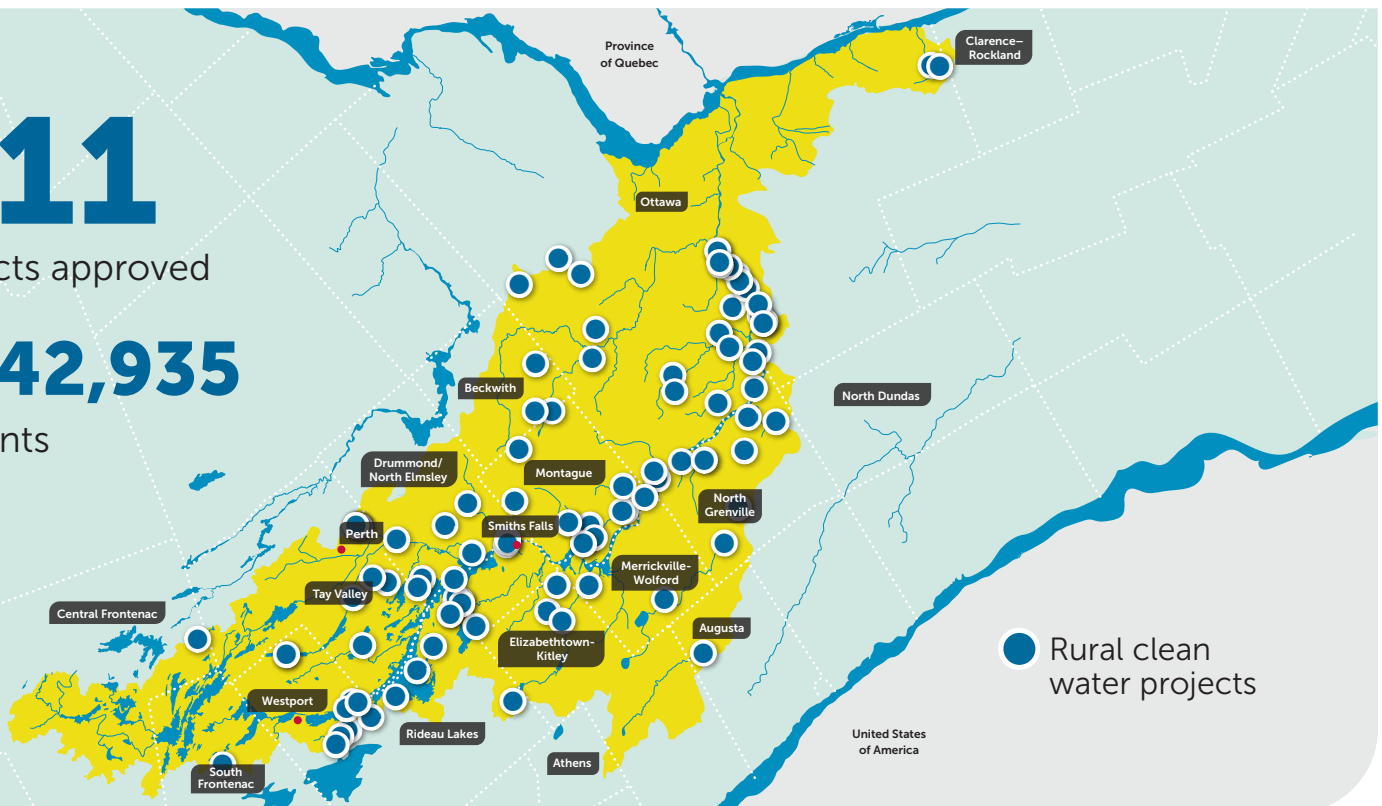 Province
of Quebec
Clarence–
Rockland
11
cts approved
Ottawa
42,935
nts
Beckwith
North Dundas
Drummond/
North Elmsley
Montague
North
Grenville
Smiths Falls
Perth
Merrickville-
Wolford
Tay Valley
Central Frontenac
Augusta
Elizabethtown-
Kitley
Rural clean
water projects
Westport
Rideau Lakes
United States
of America
Athens
South
Frontenac